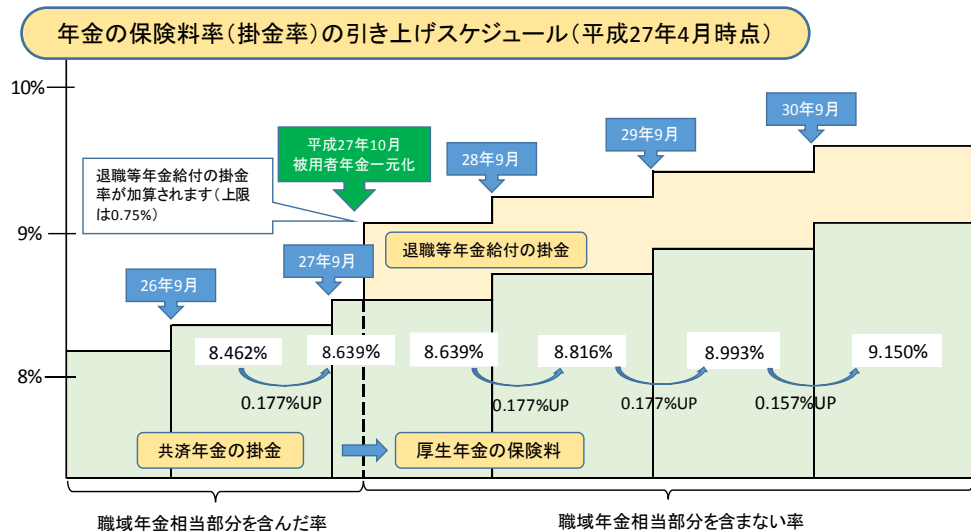 年金の保険料率（掛金率）の引き上げスケジュール（平成27年4月時点）
10%
30年9月
29年9月
平成27年10月
被用者年金一元化
28年9月
退職等年金給付の掛金
率が加算されます（上限
は0.75%）
9%
退職等年金給付の掛金
27年9月
26年9月
8.462%
8.639%
8.639%
8.816%
8.993%
9.150%
8%
0.177%UP
0.177%UP
0.177%UP
0.157%UP
共済年金の掛金
厚生年金の保険料
職域年金相当部分を含んだ率
職域年金相当部分を含まない率